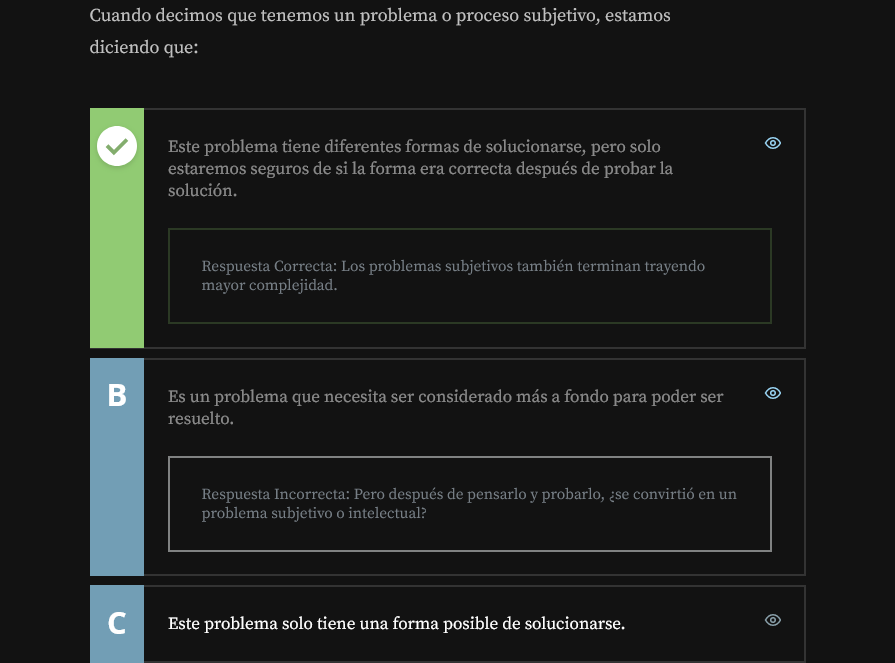 Cuando decimos que tenemos un problema o proceso subjetivo, estamos
diciendo que:
Este problema tiene diferentes formas de solucionarse, pero solo
estaremos seguros de si la forma era correcta después de probar la
solución.
Respuesta Correcta: Los problemas subjetivos también terminan trayendo
mayor complejidad.
B
Es un problema que necesita ser considerado más a fondo para poder ser
resuelto.
Respuesta Incorrecta: Pero después de pensarlo y probarlo, ¿se convirtió en un
problema subjetivo o intelectual?
C
Este problema solo tiene una forma posible de solucionarse.